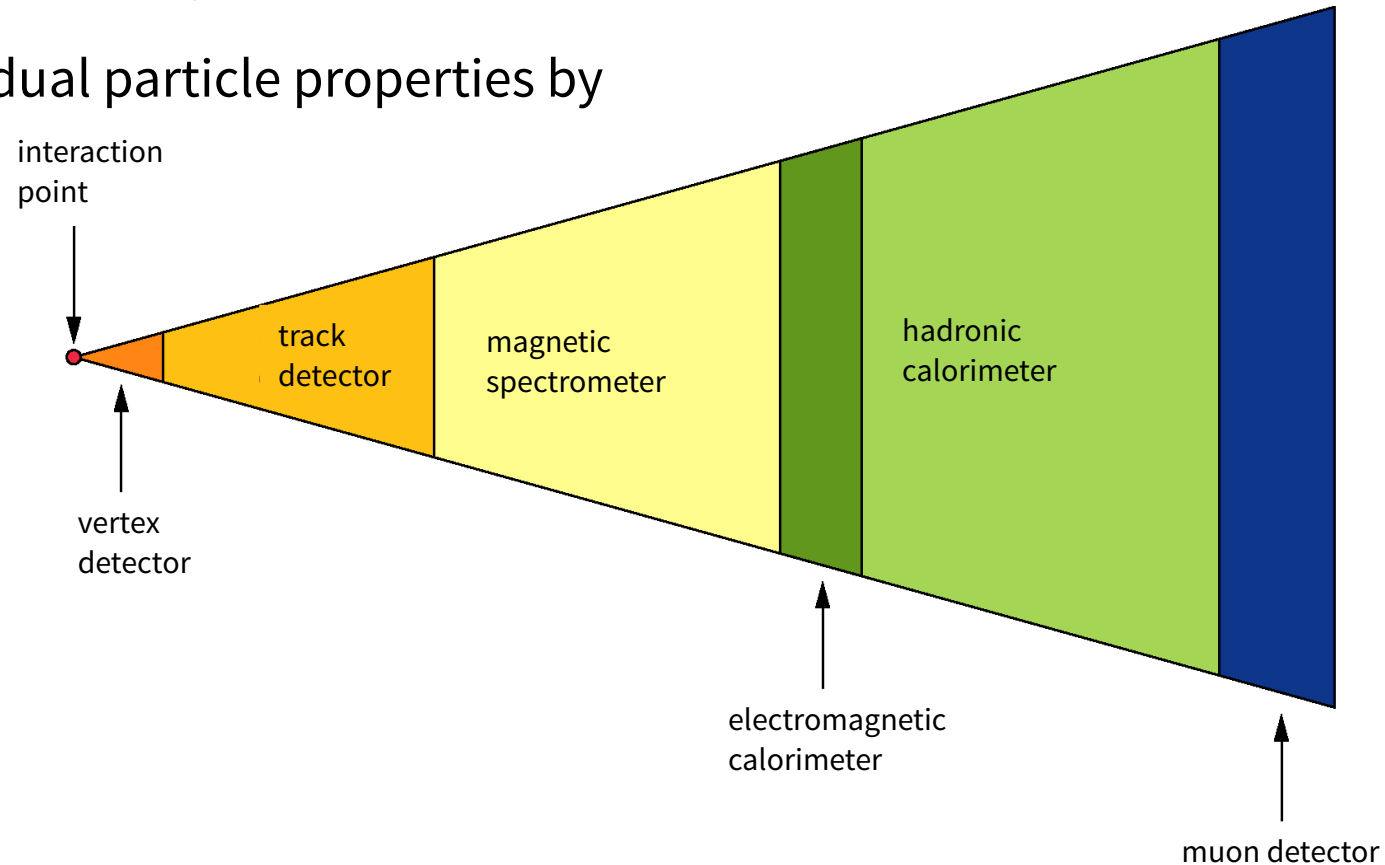 dual particle properties by
interaction
point
track
detector
magnetic
spectrometer
hadronic
calorimeter
vertex
detector
electromagnetic
calorimeter
muon detector